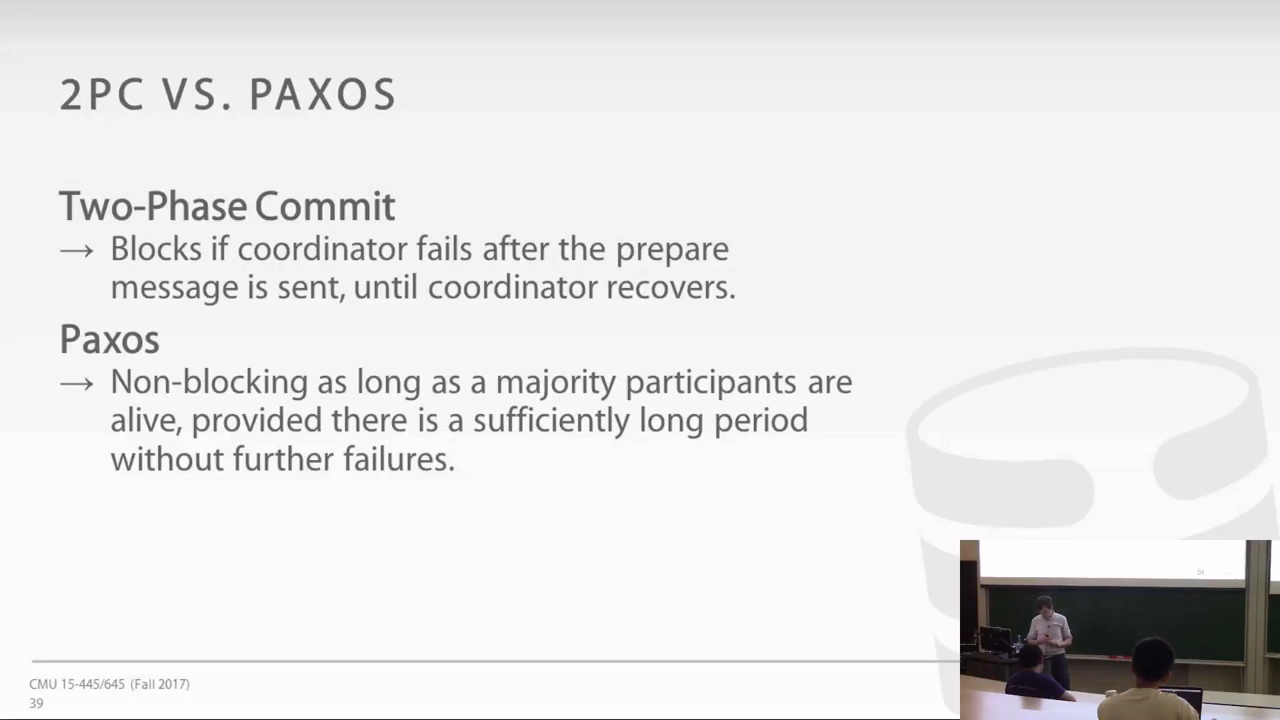 2PC VS. PAXOS
Two-Phase Commit
→ Blocks if coordinator fails after the prepare
message is sent, until coordinator recovers.
Paxos
→ Non-blocking as long as a majority participants are
alive, provided there is a sufficiently long period
without further failures.
CMU 15-445/645 (Fall 2017)
39